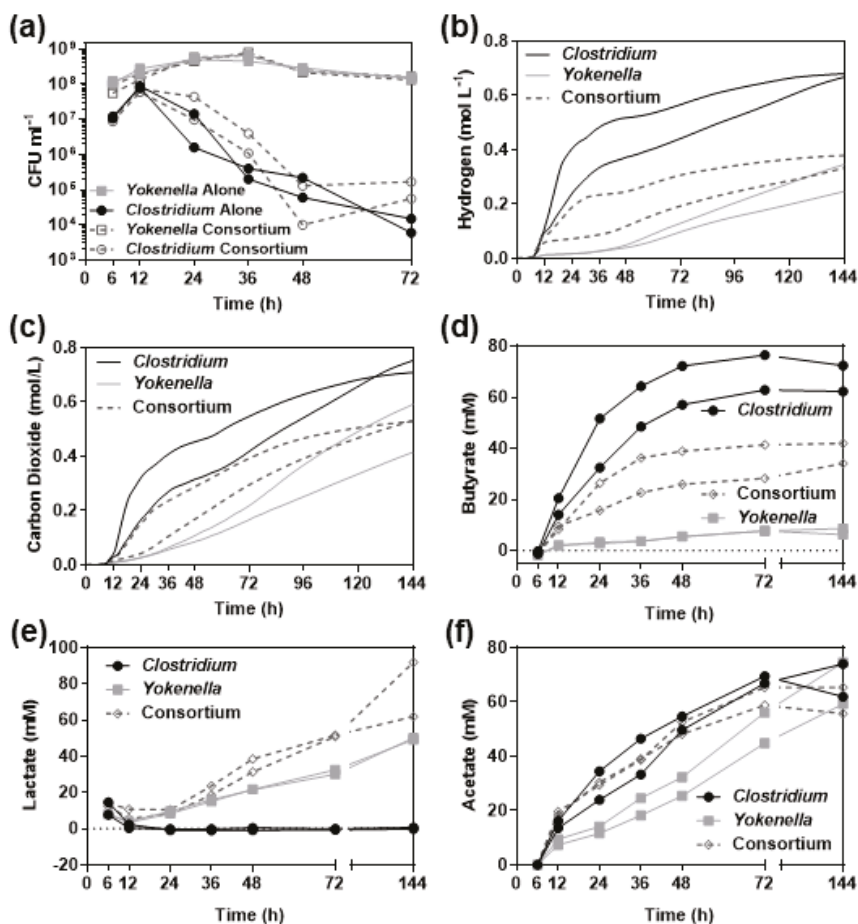 (a)
10⁹
10⁸
10⁷
10⁶
10⁵
10⁴
10³
CFU ml⁻¹
Yokenella Alone
Clostridium Alone
Yokenella Consortium
Clostridium Consortium
0 6 12 24 36 48 72
Time (h)
(b)
0.8
0.6
0.4
0.2
0.0
Hydrogen (mol L⁻¹)
Clostridium
Yokenella
Consortium
0 12 24 36 48 72 96 120 144
Time (h)
(c)
0.8
0.6
0.4
0.2
0.0
Carbon Dioxide (mol/L)
Clostridium
Yokenella
Consortium
0 12 24 36 48 72 96 120 144
Time (h)
(d)
80
60
40
20
0
Butyrate (mM)
Clostridium
Consortium
Yokenella
0 6 12 24 36 48 72 144
Time (h)
(e)
100
80
60
40
20
0
-20
Lactate (mM)
Clostridium
Yokenella
Consortium
0 6 12 24 36 48 72 144
Time (h)
(f)
80
60
40
20
0
Acetate (mM)
Clostridium
Yokenella
Consortium
0 6 12 24 36 48 72 144
Time (h)